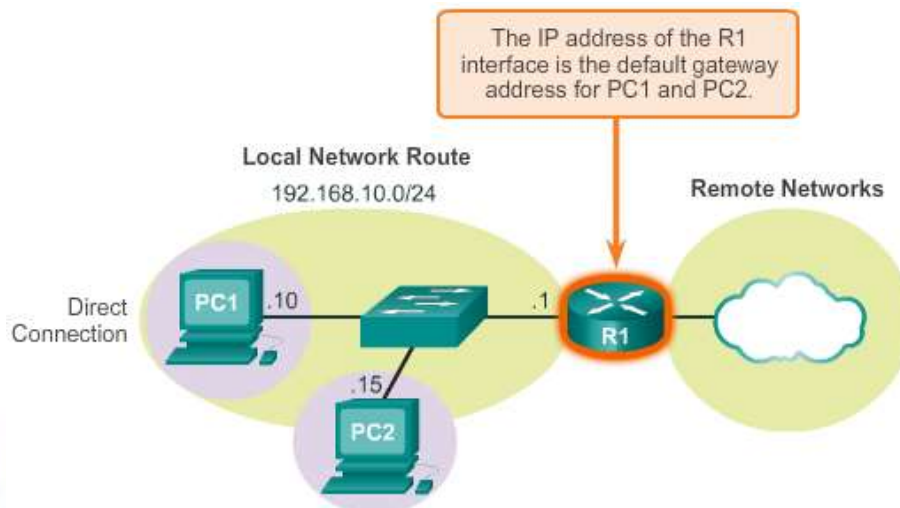 The IP address of the R1
interface is the default gateway
address for PC1 and PC2.
Local Network Route
192.168.10.0/24
Remote Networks
Direct
Connection
PC1
.10
.1
R1
.15
PC2